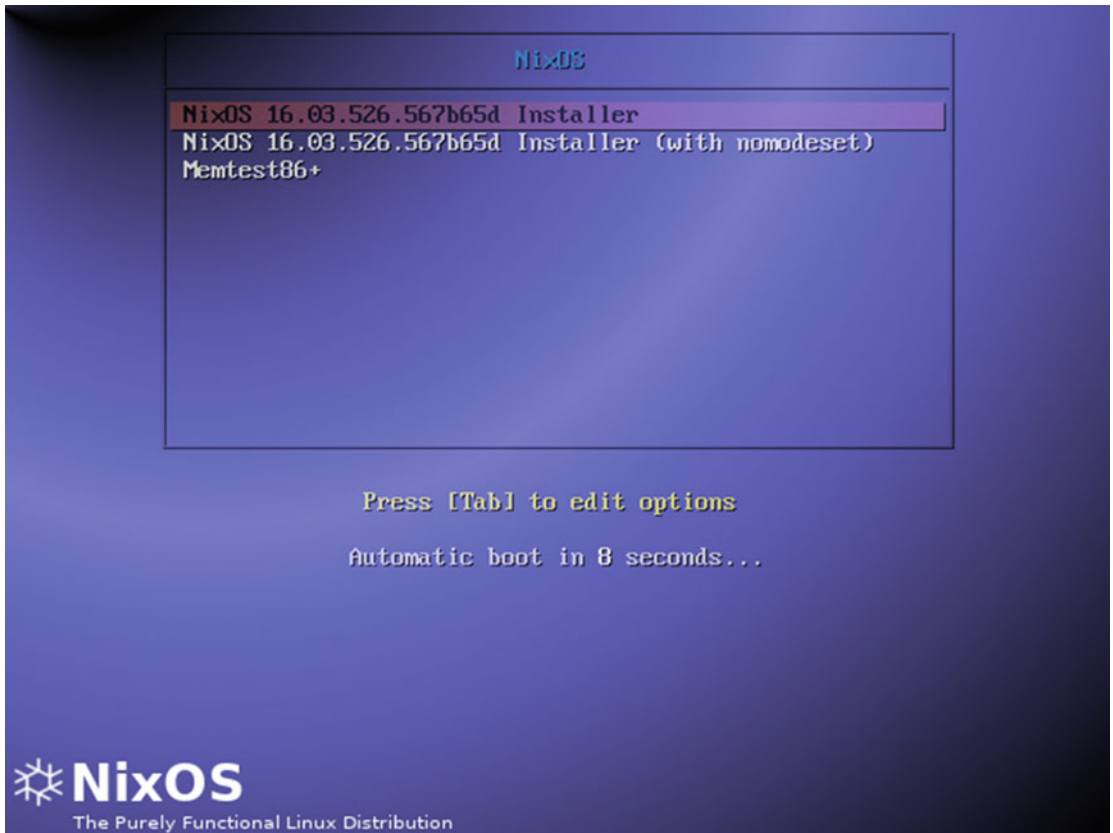 NixOS
NixOS 16.03.526.567b65d Installer
NixOS 16.03.526.567b65d Installer (with nomodeset)
Memtest86+
Press [Tab] to edit options
Automatic boot in 8 seconds...
NixOS
The Purely Functional Linux Distribution